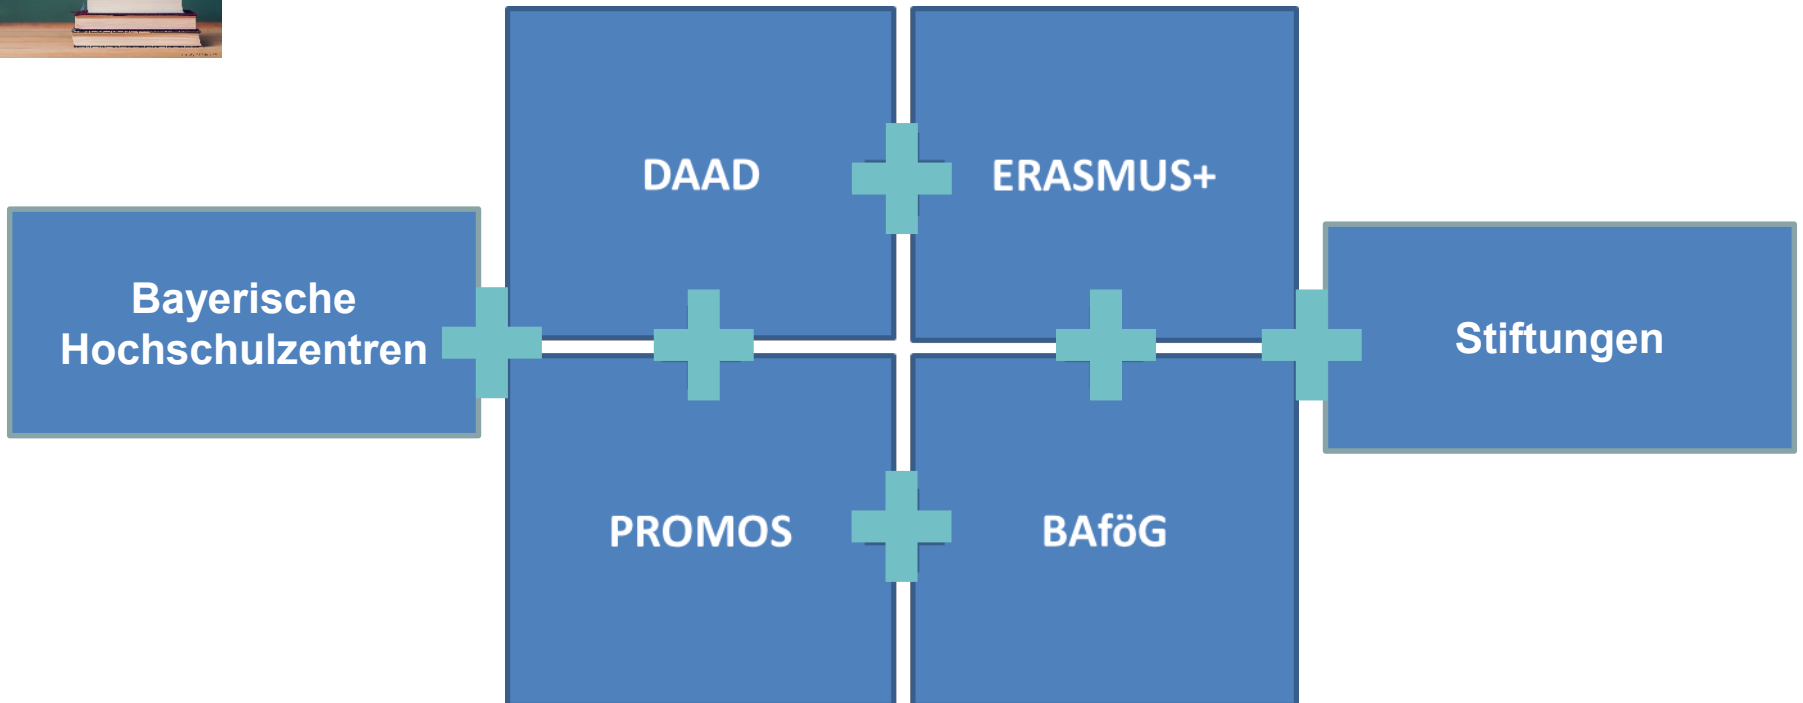 DAAD
ERASMUS+
Bayerische
Hochschulzentren
Stiftungen
PROMOS
BAföG